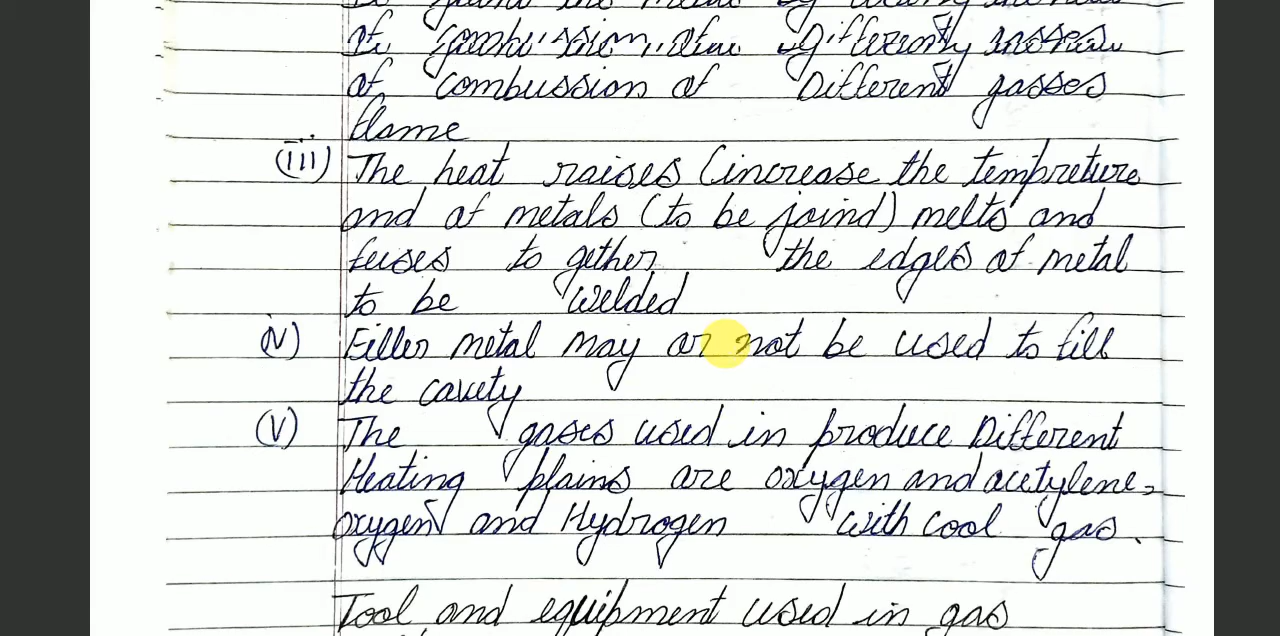 of combussion of Different gasses
flame
(iii) The heat raises (increase the tempreture
and of metals (to be joind) melts and
fuses to gether the edges of metal
to be welded
iv) Filler metal may or not be used to fill
the cavety
(v) The gases used in produce Different
Heating flains are oxygen and acetylene,
oxygen and Hydrogen with cool gas.
Tool and equipment used in gas